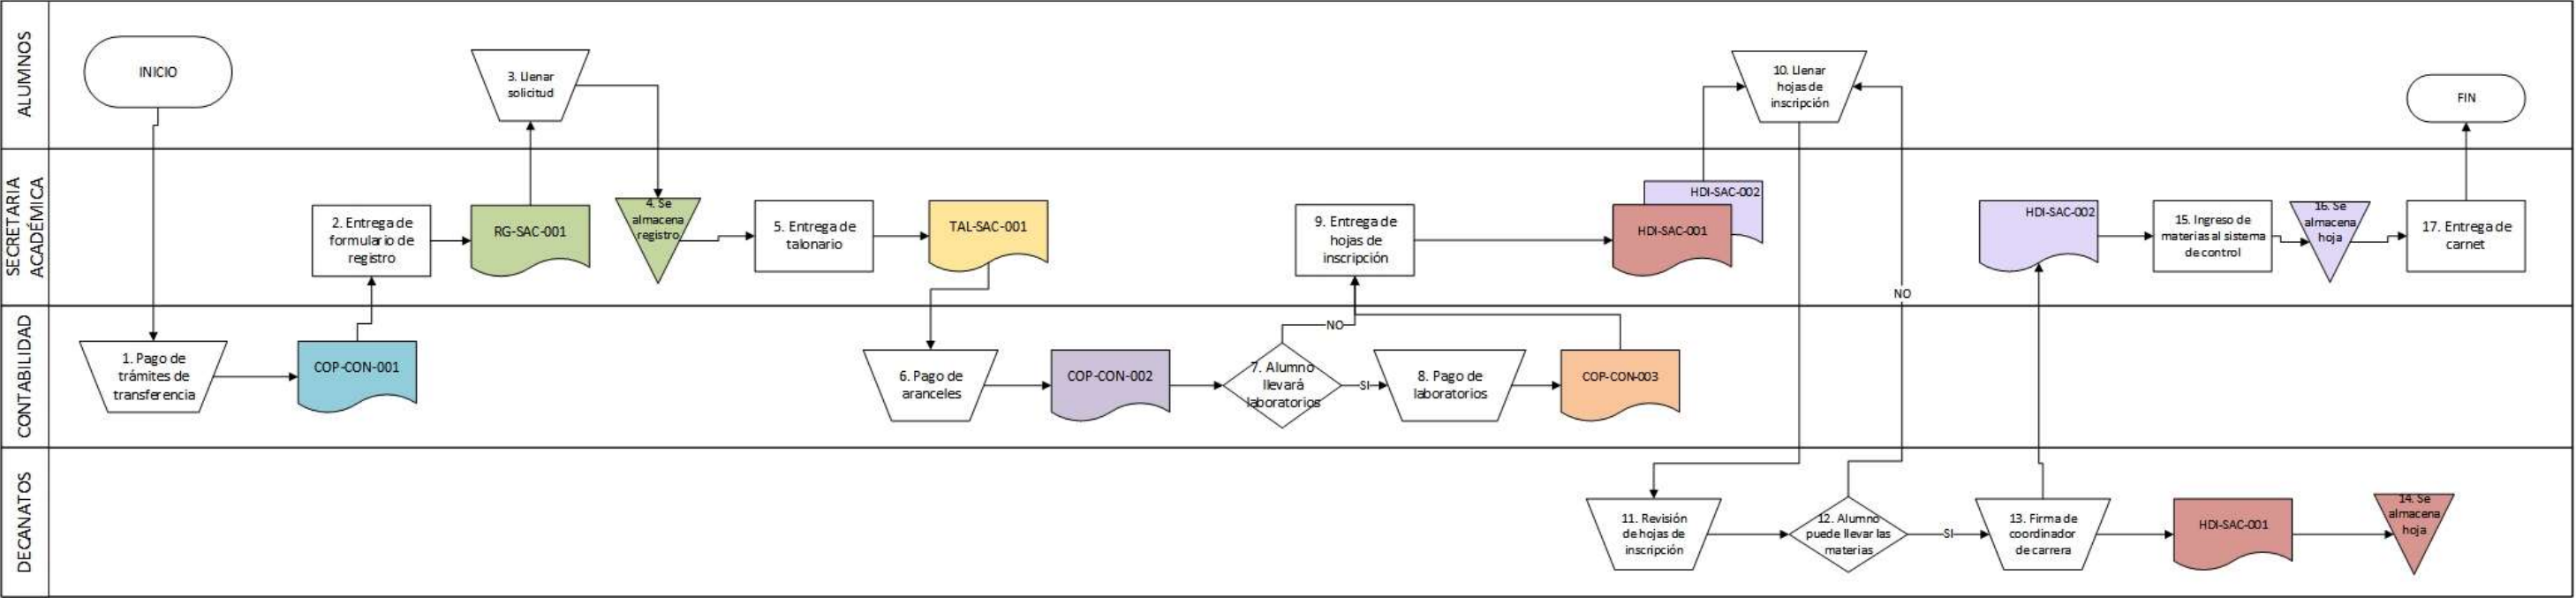 ALUMNOS
INICIO
3. Llenar
solicitud
10. Llenar
hojas de
inscripción
FIN
SECRETARIA
ACADÉMICA
2. Entrega de
formulario de
registro
RG-SAC-001
4. Se
almacena
registro
5. Entrega de
talonario
TAL-SAC-001
9. Entrega de
hojas de
inscripción
HDI-SAC-002
HDI-SAC-001
NO
HDI-SAC-002
15. Ingreso de
materias al sistema
de control
16. Se
almacena
hoja
17. Entrega de
carnet
CONTABILIDAD
1. Pago de
trámites de
transferencia
COP-CON-001
6. Pago de
aranceles
COP-CON-002
7. Alumno
llevará
laboratorios
NO
SI
8. Pago de
laboratorios
COP-CON-003
DECANATOS
11. Revisión
de hojas de
inscripción
12. Alumno
puede llevar las
materias
SI
13. Firma de
coordinador
de carrera
HDI-SAC-001
14. Se
almacena
hoja